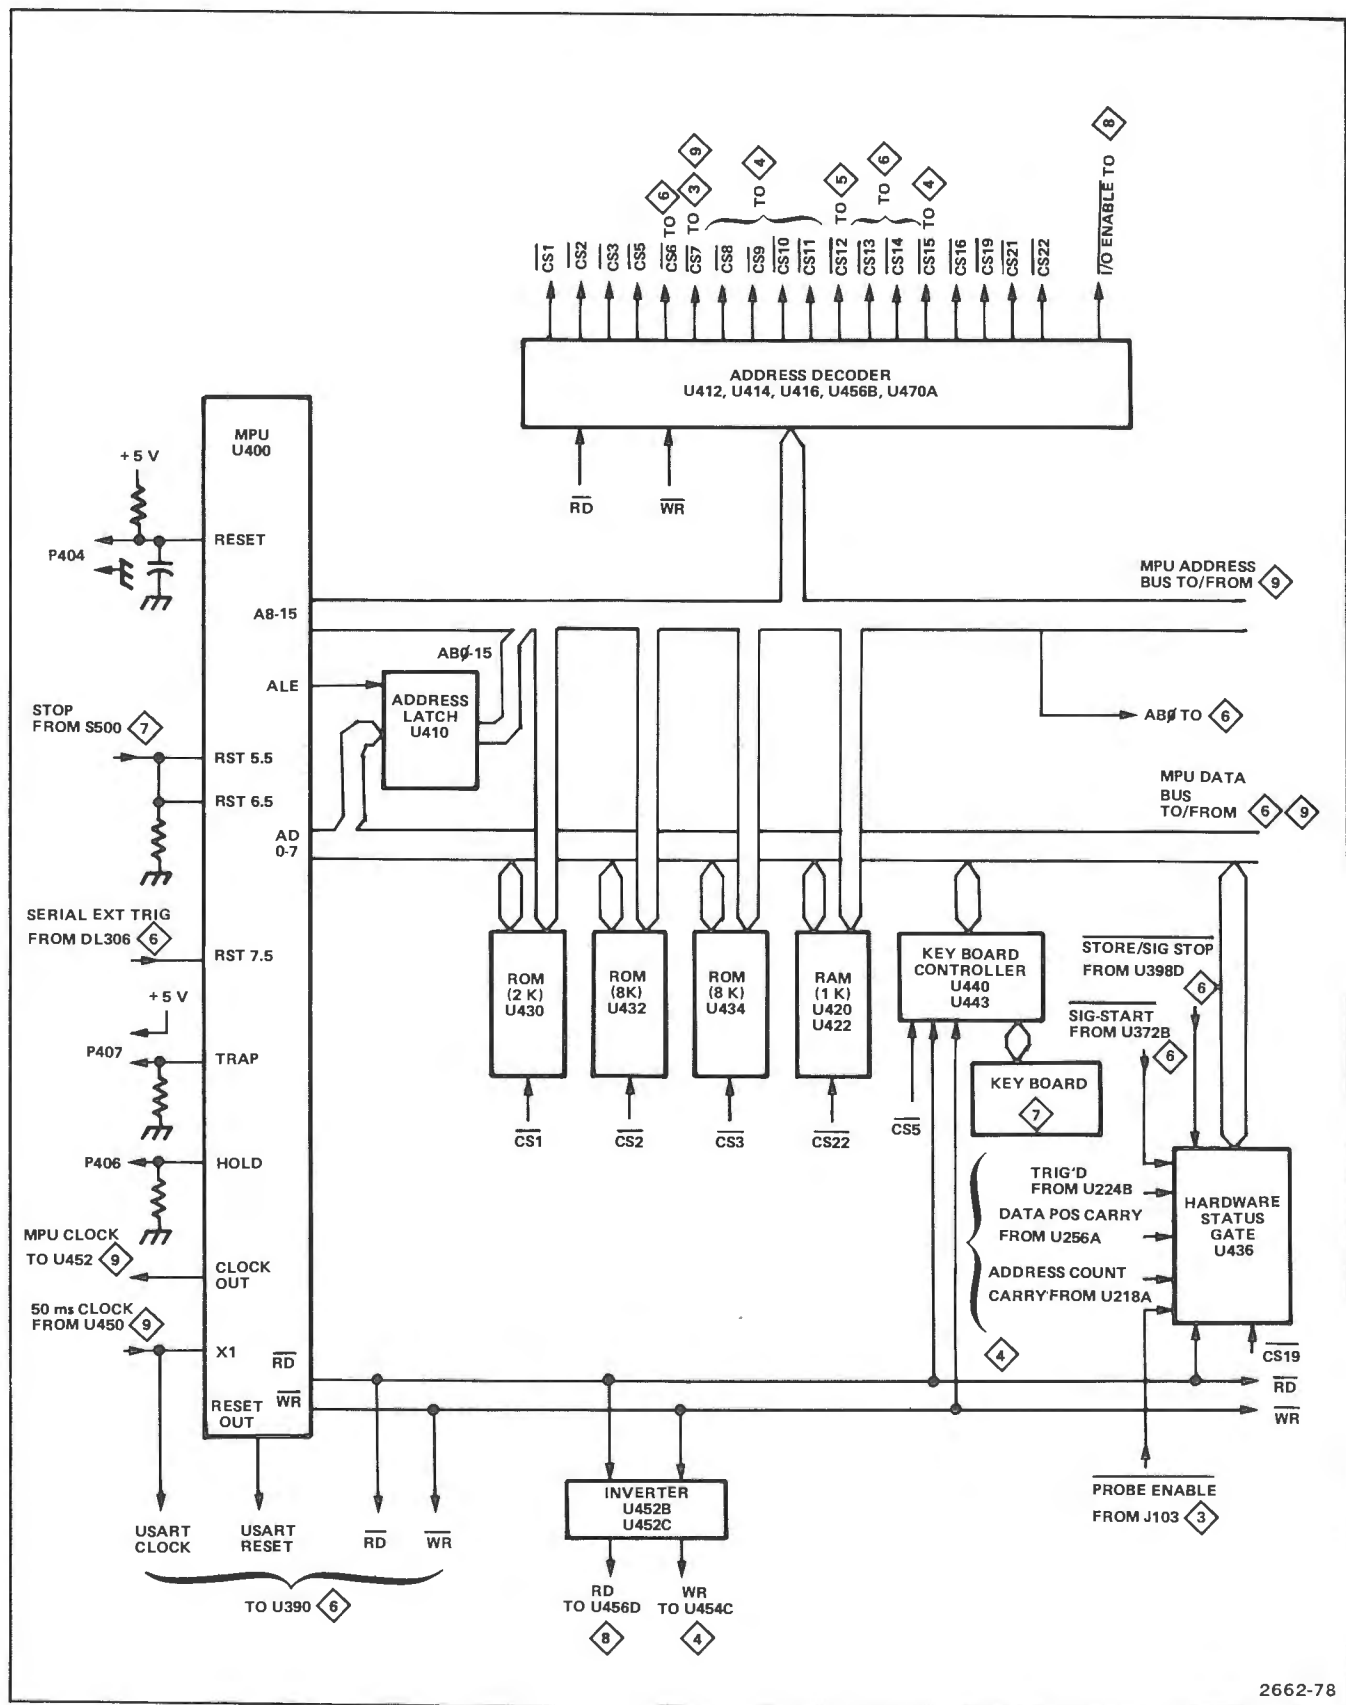 8
9
6
3
4
5
6
4
TO
TO
TO
TO
TO
TO
I/O ENABLE TO
CS1
CS2
CS3
CS5
CS6
CS7
CS8
CS9
CS10
CS11
CS12
CS13
CS14
CS15
CS16
CS19
CS21
CS22
ADDRESS DECODER
U412, U414, U416, U456B, U470A
RD
WR
MPU
U400
+5 V
RESET
P404
A8-15
MPU ADDRESS
BUS TO/FROM 9
ABØ-15
ALE
ADDRESS
LATCH
U410
ABØ TO 6
STOP
FROM S500 7
RST 5.5
RST 6.5
AD
0-7
MPU DATA
BUS
TO/FROM 6 9
SERIAL EXT TRIG
FROM DL306 6
RST 7.5
+5 V
P407
TRAP
P406
HOLD
MPU CLOCK
TO U452 9
CLOCK
OUT
50 ms CLOCK
FROM U450 9
X1
RD
WR
RESET
OUT
ROM
(2 K)
U430
ROM
(8K)
U432
ROM
(8 K)
U434
RAM
(1 K)
U420
U422
KEY BOARD
CONTROLLER
U440
U443
KEY BOARD
7
CS1
CS2
CS3
CS22
CS5
STORE/SIG STOP
FROM U398D
6
SIG-START
FROM U372B
6
TRIG'D
FROM U224B
DATA POS CARRY
FROM U256A
ADDRESS COUNT
CARRY FROM U218A
4
HARDWARE
STATUS
GATE
U436
CS19
RD
WR
PROBE ENABLE
FROM J103 3
INVERTER
U452B
U452C
USART
CLOCK
USART
RESET
RD
WR
TO U390 6
RD
TO U456D
8
WR
TO U454C
4
2662-78